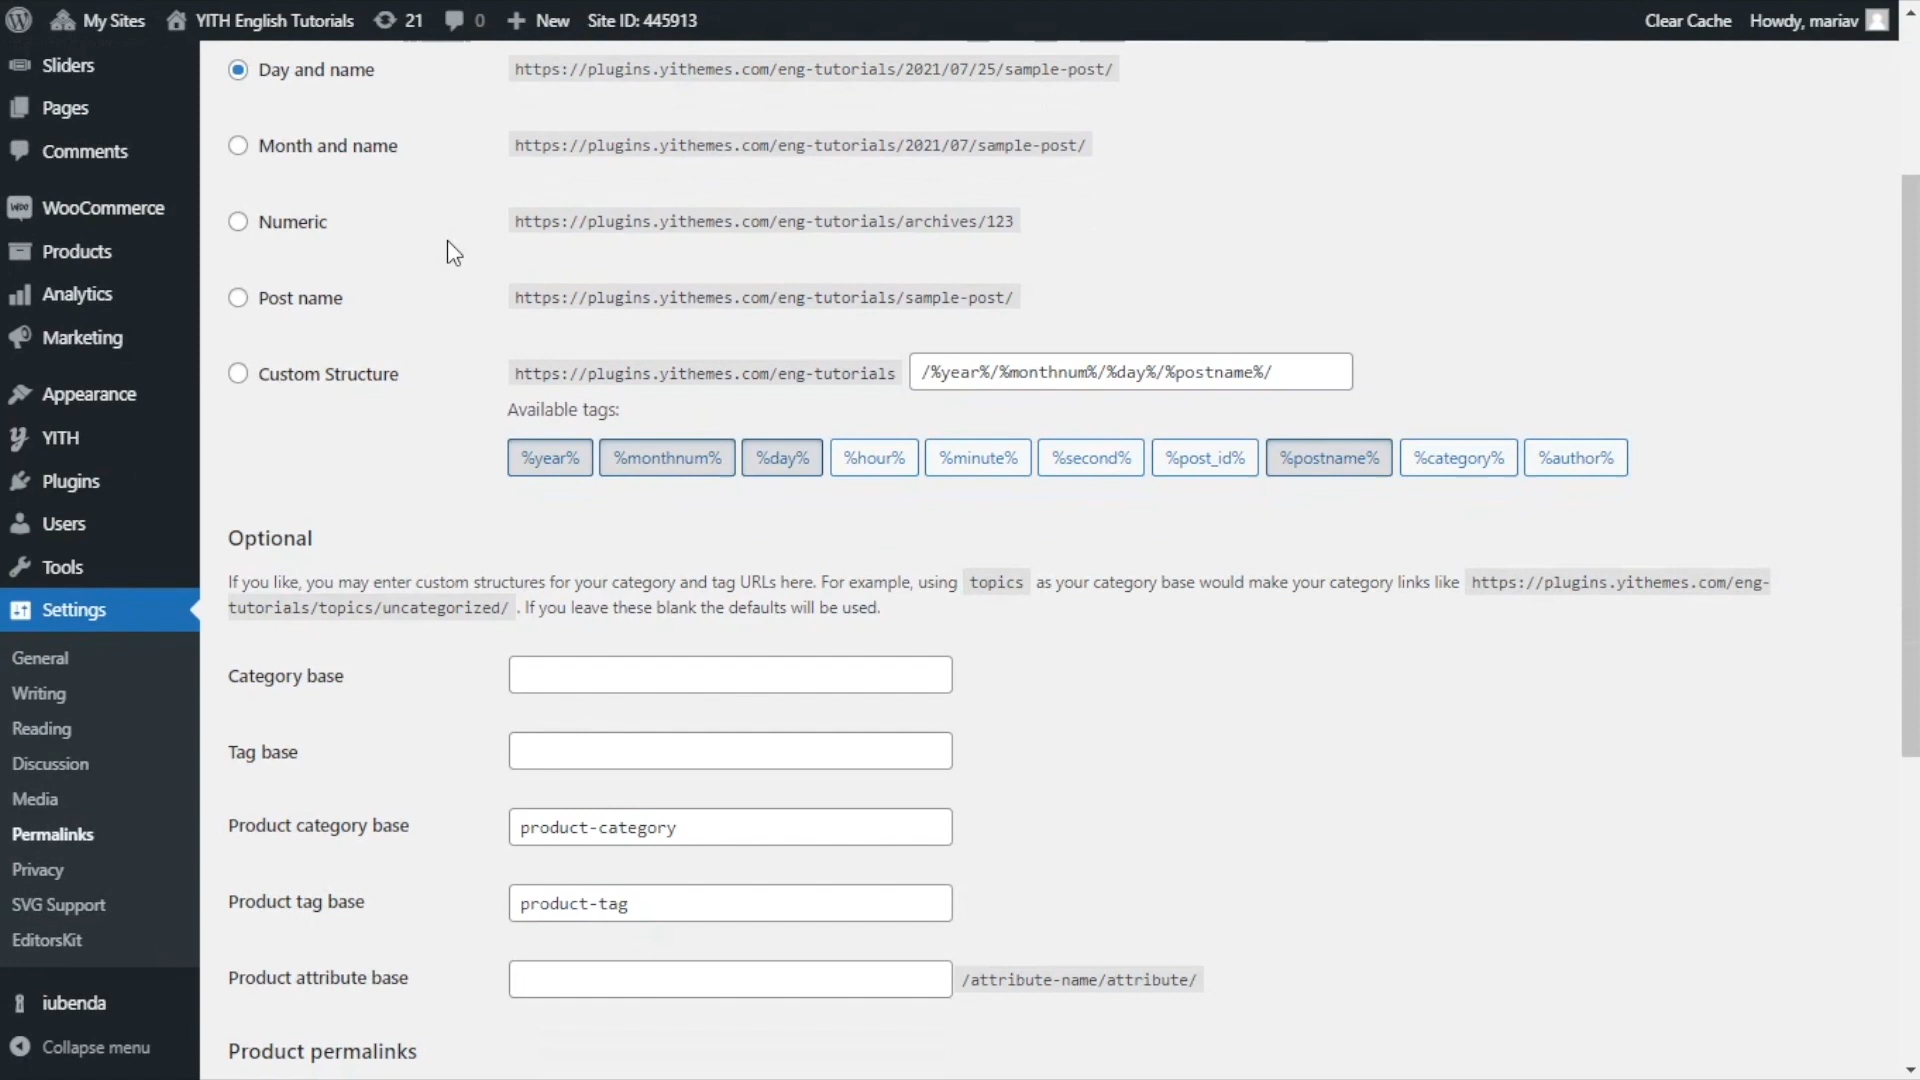 My Sites YITH English Tutorials 21 0 New Site ID: 445913 Clear Cache Howdy, mariav
Sliders
Pages
Comments
WooCommerce
Products
Analytics
Marketing
Appearance
YITH
Plugins
Users
Tools
Settings
General
Writing
Reading
Discussion
Media
Permalinks
Privacy
SVG Support
EditorsKit
iubenda
Collapse menu
Day and name https://plugins.yithemes.com/eng-tutorials/2021/07/25/sample-post/
Month and name https://plugins.yithemes.com/eng-tutorials/2021/07/sample-post/
Numeric https://plugins.yithemes.com/eng-tutorials/archives/123
Post name https://plugins.yithemes.com/eng-tutorials/sample-post/
Custom Structure https://plugins.yithemes.com/eng-tutorials /%year%/%monthnum%/%day%/%postname%/
Available tags:
%year% %monthnum% %day% %hour% %minute% %second% %post_id% %postname% %category% %author%
Optional
If you like, you may enter custom structures for your category and tag URLs here. For example, using topics as your category base would make your category links like https://plugins.yithemes.com/eng-
tutorials/topics/uncategorized/ . If you leave these blank the defaults will be used.
Category base
Tag base
Product category base product-category
Product tag base product-tag
Product attribute base /attribute-name/attribute/
Product permalinks